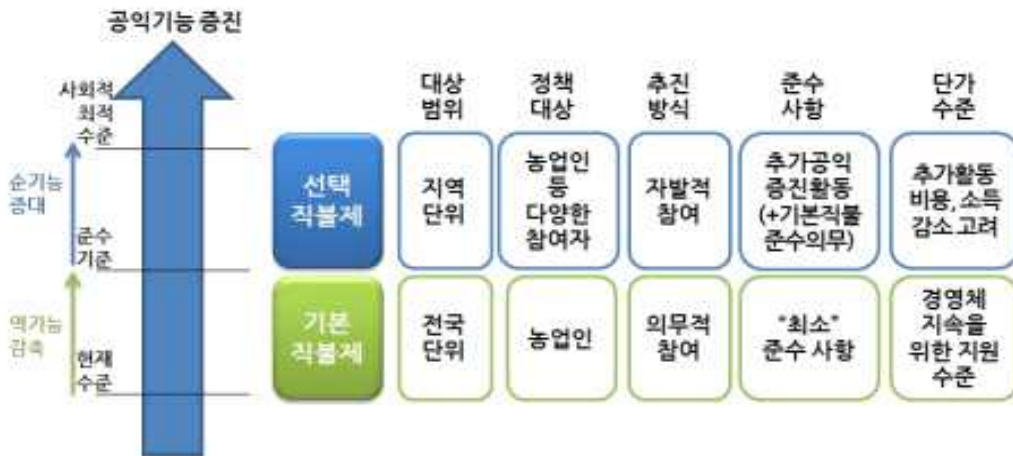 공익기능 증진
사회적
최적
수준
순기능
증대
준수
기준
역기능
감축
현재
수준
대상
범위
정책
대상
추진
방식
준수
사항
단가
수준
선택
직불제
지역
단위
농업인
등
다양한
참여자
자발적
참여
추가공익
증진활동
(+기본직불
준수의무)
추가활동
비용, 소득
감소 고려
기본
직불제
전국
단위
농업인
의무적
참여
“최소”
준수 사항
경영체
지속을
위한 지원
수준